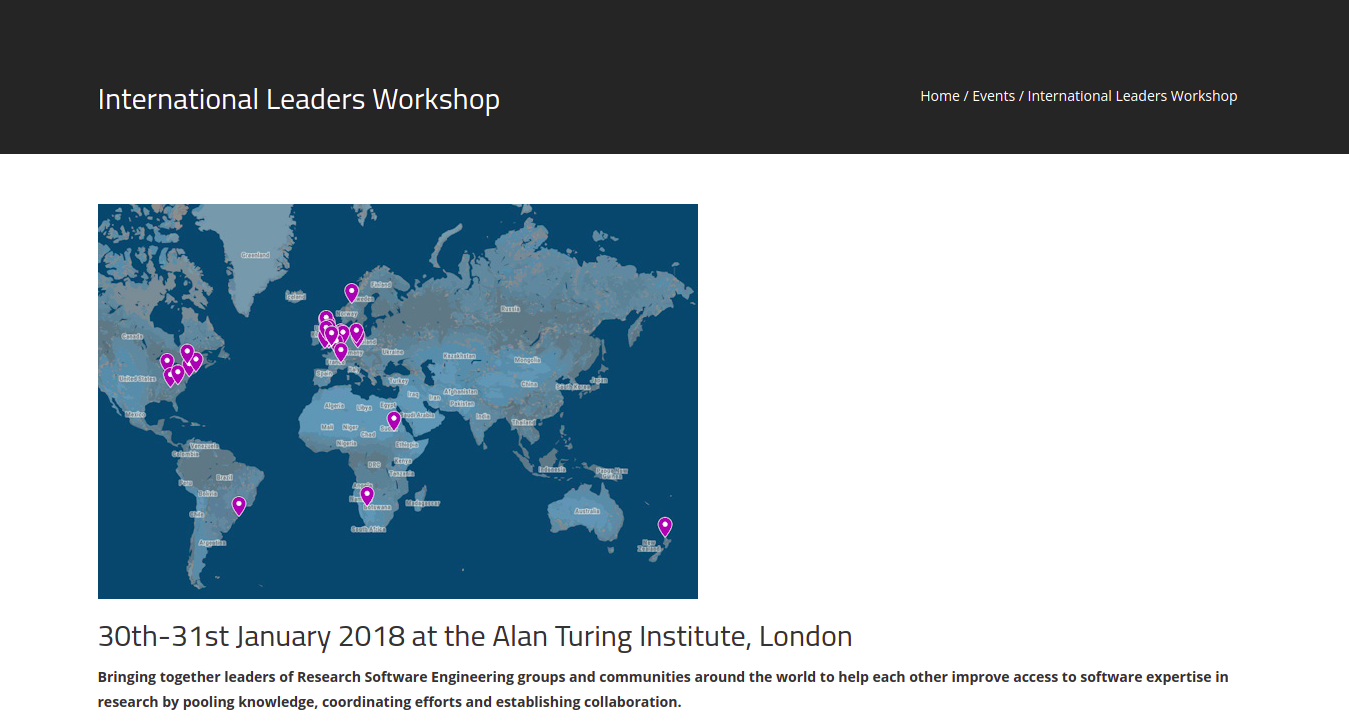 International Leaders Workshop
Home / Events / International Leaders Workshop
Greenland
Iceland
Finland
Sweden
Norway
Russia
Canada
Ukraine
Kazakhstan
Mongolia
France
Spain
Italy
Turkey
United States
China
South Korea
Japan
Iraq
Iran
Afghanistan
Pakistan
Algeria
Libya
Egypt
Saudi Arabia
Mexico
India
Thailand
Mali
Niger
Chad
Nigeria
Ethiopia
Venezuela
Colombia
DRC
Kenya
Tanzania
Indonesia
Papua New
Guinea
Peru
Brazil
Bolivia
Angola
Botswana
Madagascar
Chile
Australia
South Africa
Argentina
New
Zealand
30th-31st January 2018 at the Alan Turing Institute, London
Bringing together leaders of Research Software Engineering groups and communities around the world to help each other improve access to software expertise in
research by pooling knowledge, coordinating efforts and establishing collaboration.